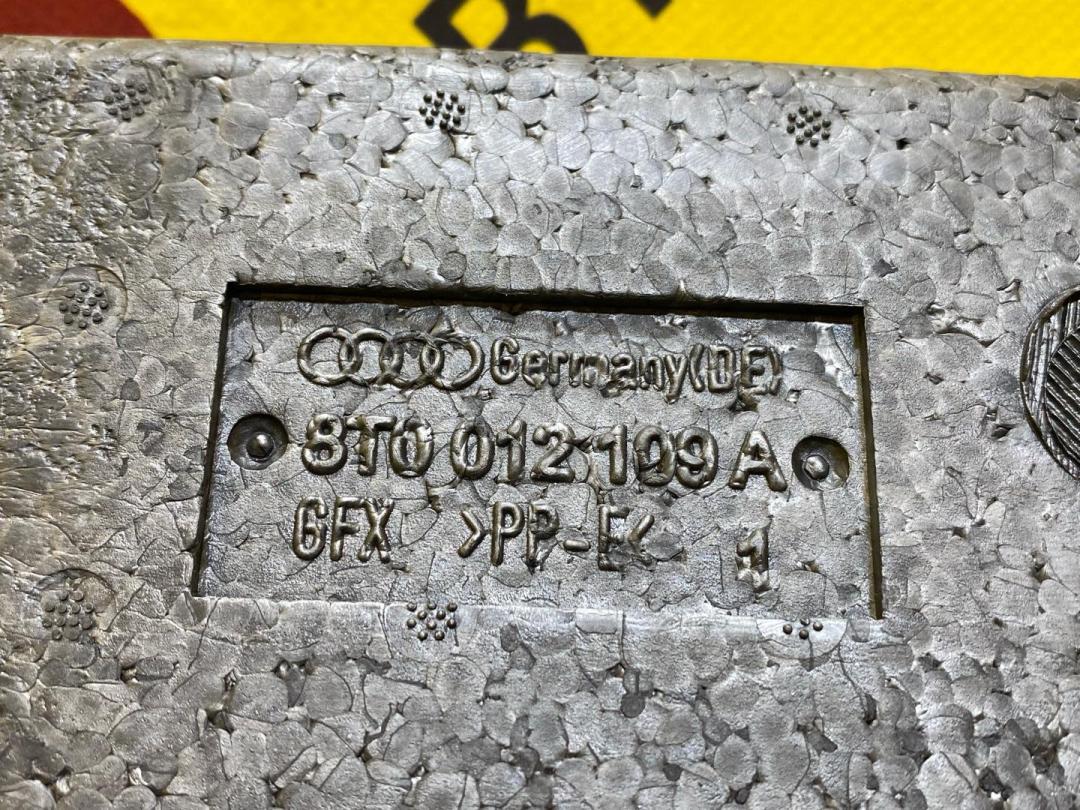 Germany(DE)
8T0 012 109 A
GFX >PP-E< 1